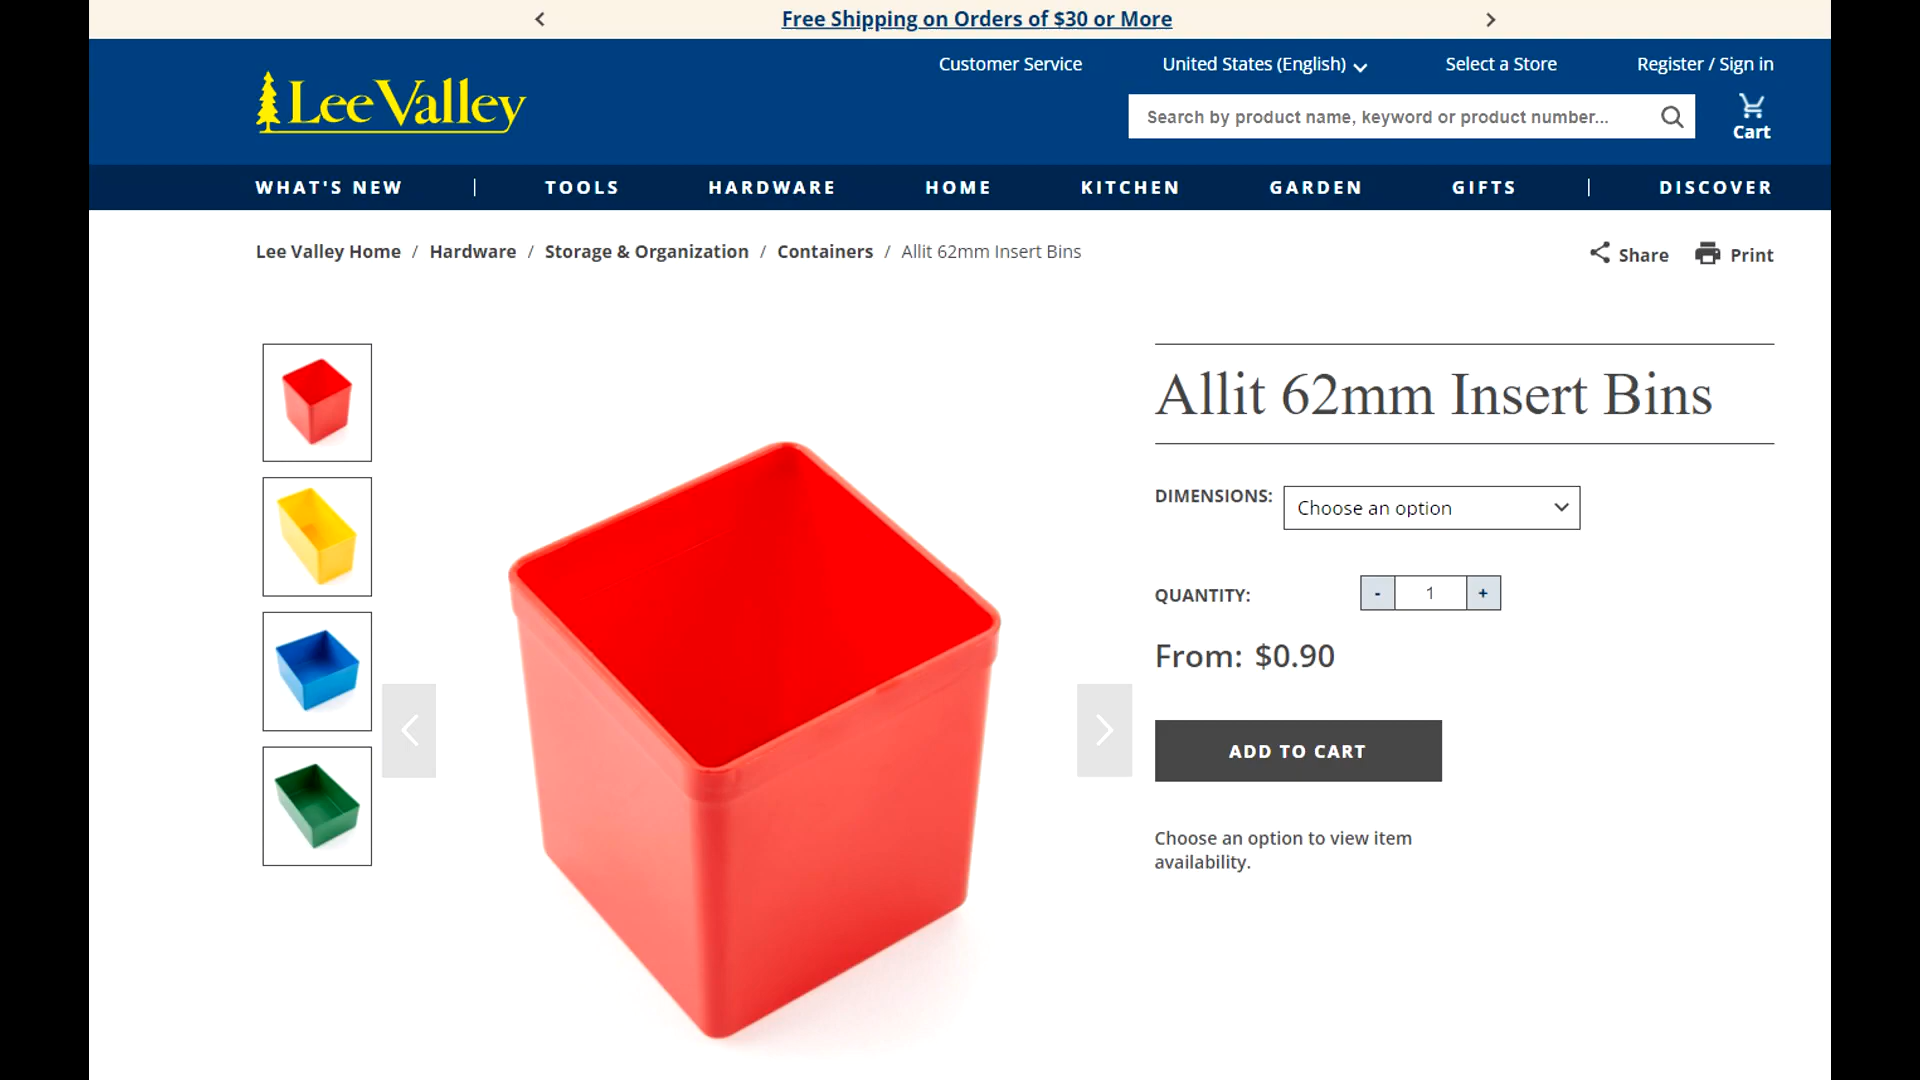 Free Shipping on Orders of $30 or More
Customer Service United States (English) Select a Store Register / Sign in
Lee Valley
Search by product name, keyword or product number...
Cart
WHAT'S NEW | TOOLS HARDWARE HOME KITCHEN GARDEN GIFTS | DISCOVER
Lee Valley Home / Hardware / Storage & Organization / Containers / Allit 62mm Insert Bins
Share Print
Allit 62mm Insert Bins
DIMENSIONS: Choose an option
QUANTITY: - 1 +
From: $0.90
ADD TO CART
Choose an option to view item
availability.